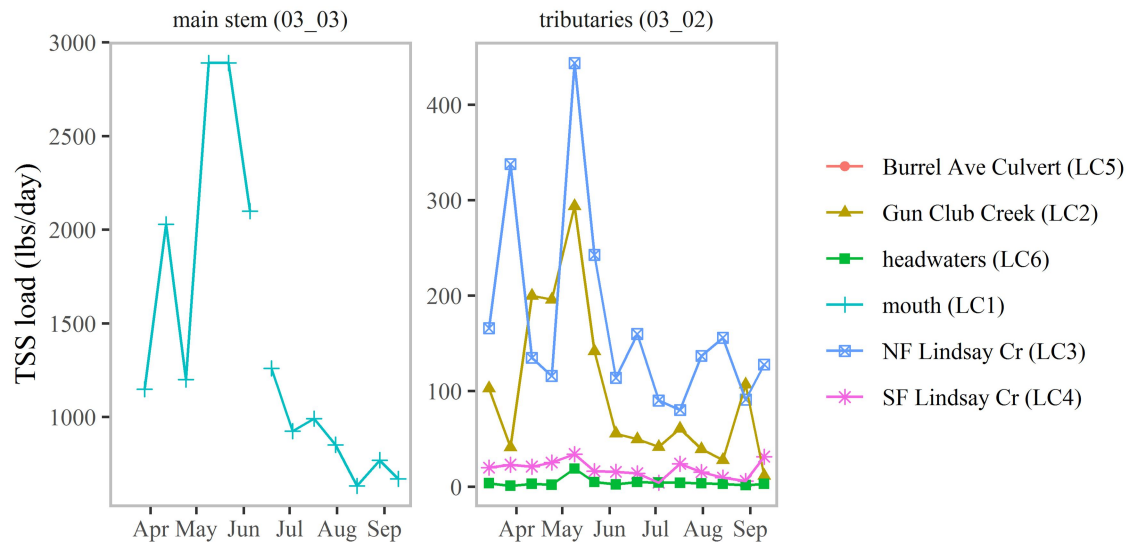 main stem (03_03)
tributaries (03_02)
TSS load (lbs/day)
3000
2500
2000
1500
1000
400
300
200
100
0
Apr May Jun Jul Aug Sep
Apr May Jun Jul Aug Sep
Burrel Ave Culvert (LC5)
Gun Club Creek (LC2)
headwaters (LC6)
mouth (LC1)
NF Lindsay Cr (LC3)
SF Lindsay Cr (LC4)